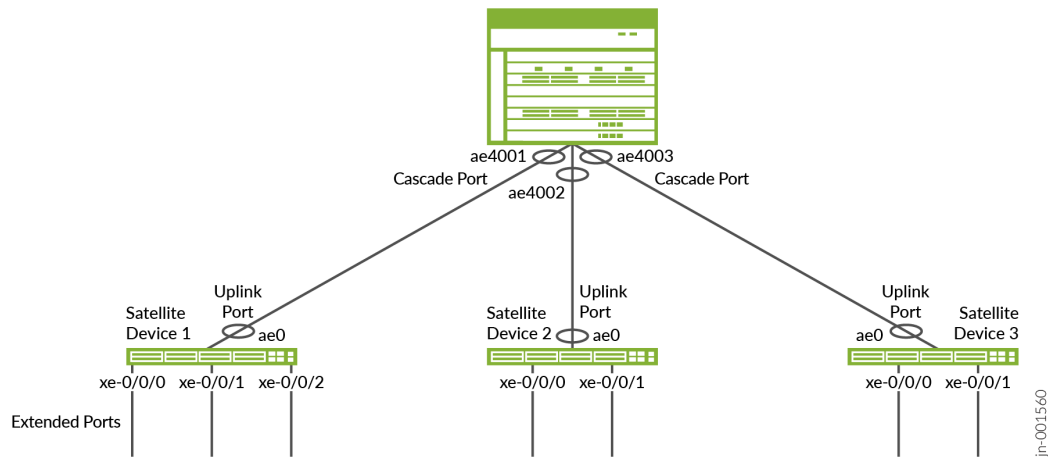 ae4001
ae4003
Cascade Port
Cascade Port
ae4002
Satellite
Device 1
Uplink
Port
ae0
Satellite
Device 2
Uplink
Port
ae0
Uplink
Port
ae0
Satellite
Device 3
xe-0/0/0 xe-0/0/1 xe-0/0/2
xe-0/0/0 xe-0/0/1
xe-0/0/0 xe-0/0/1
Extended Ports
jn-001560